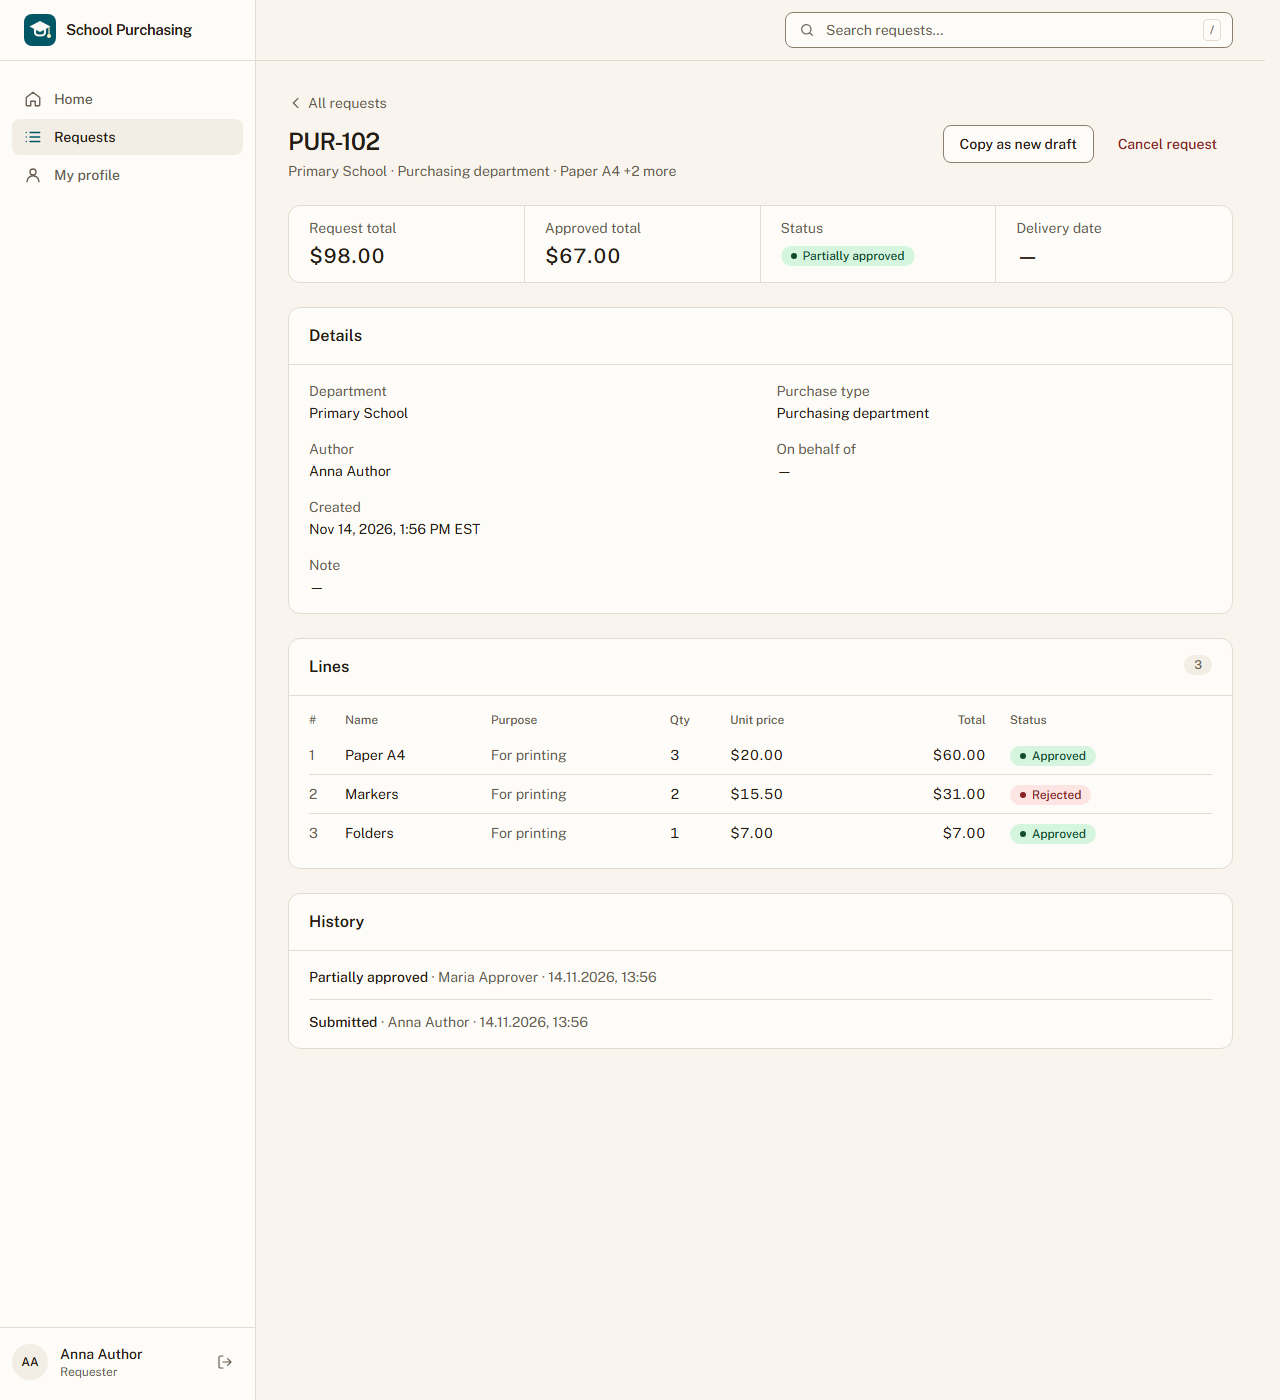 School Purchasing
Search requests...
/
Home
Requests
My profile
All requests
PUR-102
Copy as new draft
Cancel request
Primary School · Purchasing department · Paper A4 +2 more
Request total
Approved total
Status
Delivery date
$98.00
$67.00
Partially approved
—
Details
Department
Purchase type
Primary School
Purchasing department
Author
On behalf of
Anna Author
—
Created
Nov 14, 2026, 1:56 PM EST
Note
—
Lines
3
# Name Purpose Qty Unit price Total Status
1 Paper A4 For printing 3 $20.00 $60.00 Approved
2 Markers For printing 2 $15.50 $31.00 Rejected
3 Folders For printing 1 $7.00 $7.00 Approved
History
Partially approved · Maria Approver · 14.11.2026, 13:56
Submitted · Anna Author · 14.11.2026, 13:56
AA
Anna Author
Requester